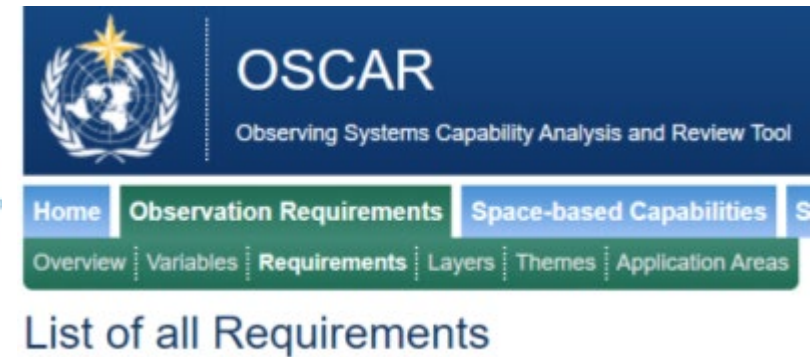 OSCAR
Observing Systems Capability Analysis and Review Tool
Home Observation Requirements Space-based Capabilities S
Overview Variables Requirements Layers Themes Application Areas
List of all Requirements